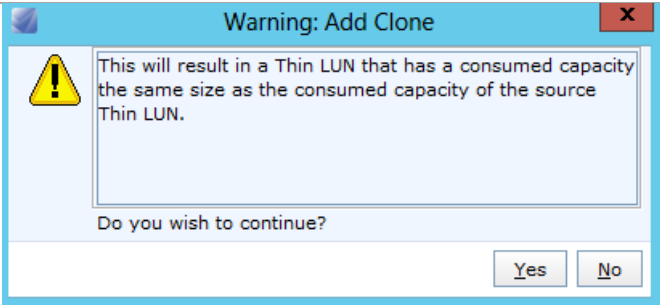 Warning: Add Clone
x
This will result in a Thin LUN that has a consumed capacity
the same size as the consumed capacity of the source
Thin LUN.
Do you wish to continue?
Yes No